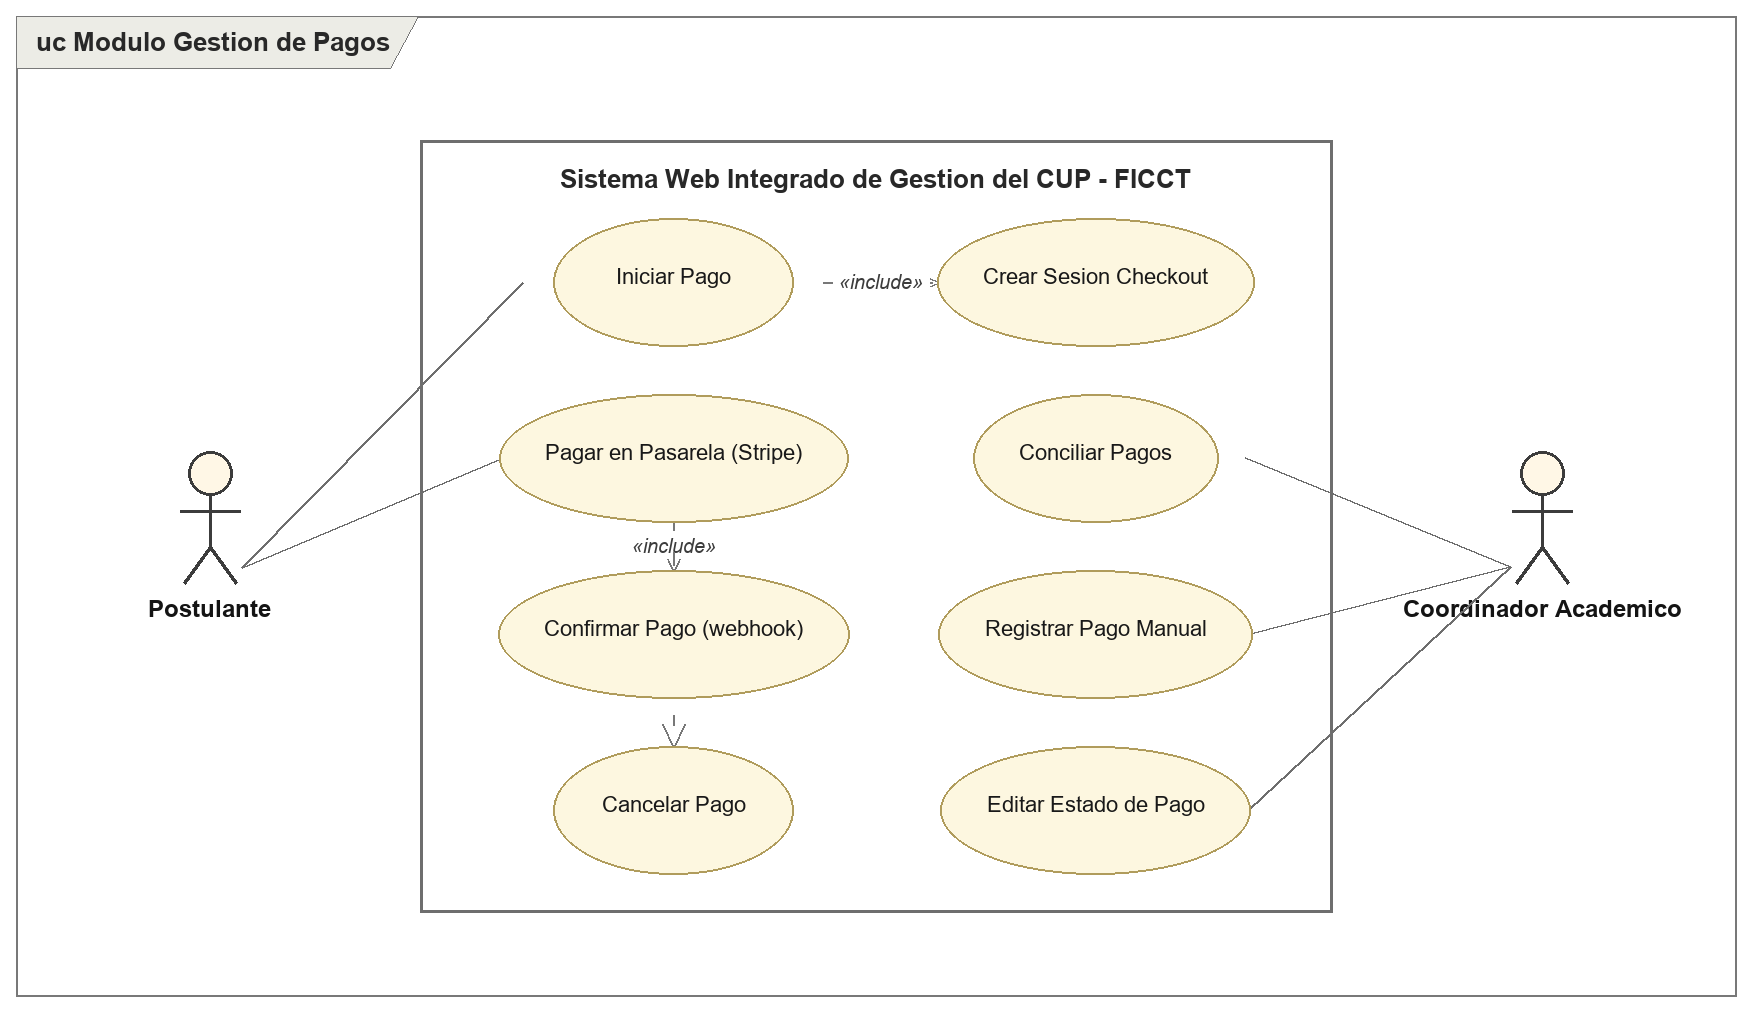 uc Modulo Gestion de Pagos
Sistema Web Integrado de Gestion del CUP - FICCT
Iniciar Pago
«include»
Crear Sesion Checkout
Pagar en Pasarela (Stripe)
Conciliar Pagos
«include»
Postulante
Coordinador Academico
Confirmar Pago (webhook)
Registrar Pago Manual
Cancelar Pago
Editar Estado de Pago